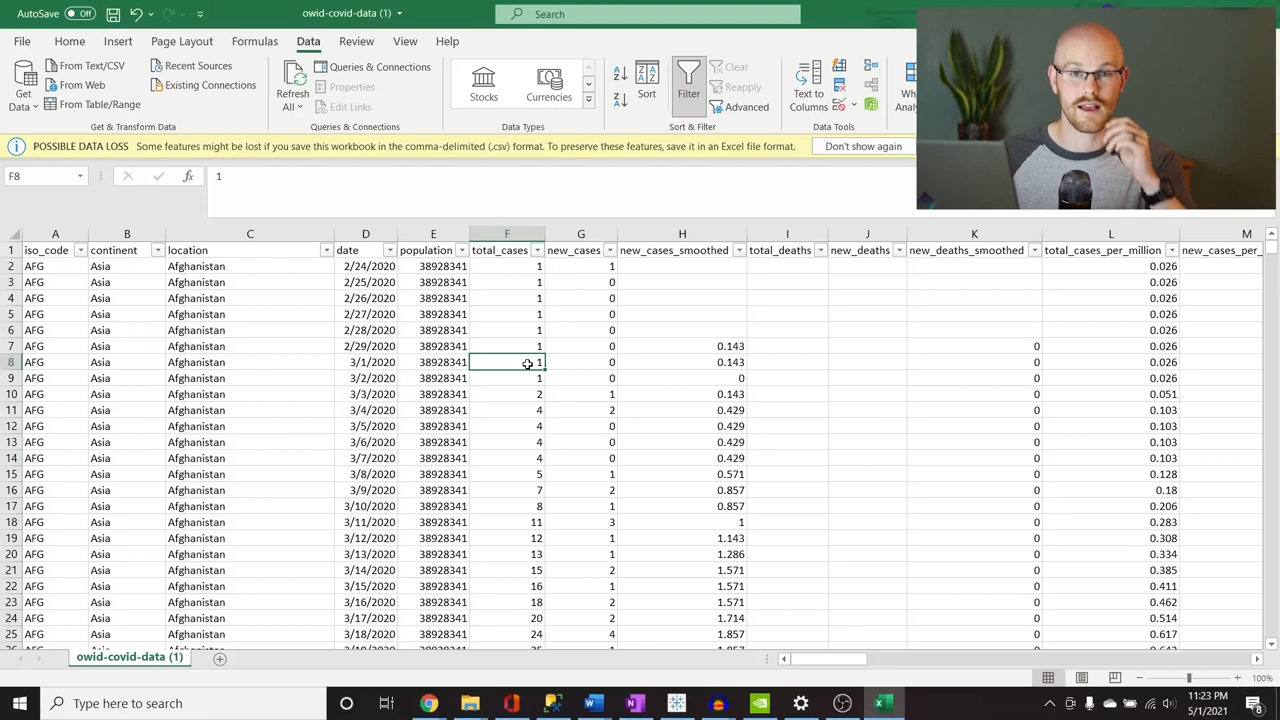 AutoSave Off owid-covid-data (1) Search
File Home Insert Page Layout Formulas Data Review View Help
Get Data From Text/CSV Recent Sources
From Web Existing Connections
From Table/Range
Get & Transform Data
Refresh All Queries & Connections
Properties
Edit Links
Queries & Connections
Stocks Currencies
Data Types
Sort Filter Clear
Reapply
Advanced
Sort & Filter
Text to Columns
Data Tools
POSSIBLE DATA LOSS Some features might be lost if you save this workbook in the comma-delimited (.csv) format. To preserve these features, save it in an Excel file format. Don't show again
F8 fx 1
A B C D E F G H I J K L M
1 iso_code continent location date population total_cases new_cases new_cases_smoothed total_deaths new_deaths new_deaths_smoothed total_cases_per_million new_cases_per_
2 AFG Asia Afghanistan 2/24/2020 38928341 1 1 0.026
3 AFG Asia Afghanistan 2/25/2020 38928341 1 0 0.026
4 AFG Asia Afghanistan 2/26/2020 38928341 1 0 0.026
5 AFG Asia Afghanistan 2/27/2020 38928341 1 0 0.026
6 AFG Asia Afghanistan 2/28/2020 38928341 1 0 0.026
7 AFG Asia Afghanistan 2/29/2020 38928341 1 0 0.143 0 0.026
8 AFG Asia Afghanistan 3/1/2020 38928341 1 0 0.143 0 0.026
9 AFG Asia Afghanistan 3/2/2020 38928341 1 0 0 0 0.026
10 AFG Asia Afghanistan 3/3/2020 38928341 2 1 0.143 0 0.051
11 AFG Asia Afghanistan 3/4/2020 38928341 4 2 0.429 0 0.103
12 AFG Asia Afghanistan 3/5/2020 38928341 4 0 0.429 0 0.103
13 AFG Asia Afghanistan 3/6/2020 38928341 4 0 0.429 0 0.103
14 AFG Asia Afghanistan 3/7/2020 38928341 4 0 0.429 0 0.103
15 AFG Asia Afghanistan 3/8/2020 38928341 5 1 0.571 0 0.128
16 AFG Asia Afghanistan 3/9/2020 38928341 7 2 0.857 0 0.18
17 AFG Asia Afghanistan 3/10/2020 38928341 8 1 0.857 0 0.206
18 AFG Asia Afghanistan 3/11/2020 38928341 11 3 1 0 0.283
19 AFG Asia Afghanistan 3/12/2020 38928341 12 1 1.143 0 0.308
20 AFG Asia Afghanistan 3/13/2020 38928341 13 1 1.286 0 0.334
21 AFG Asia Afghanistan 3/14/2020 38928341 15 2 1.571 0 0.385
22 AFG Asia Afghanistan 3/15/2020 38928341 16 1 1.571 0 0.411
23 AFG Asia Afghanistan 3/16/2020 38928341 18 2 1.571 0 0.462
24 AFG Asia Afghanistan 3/17/2020 38928341 20 2 1.714 0 0.514
25 AFG Asia Afghanistan 3/18/2020 38928341 24 4 1.857 0 0.617
owid-covid-data (1)
100%
Type here to search
11:23 PM
5/1/2021